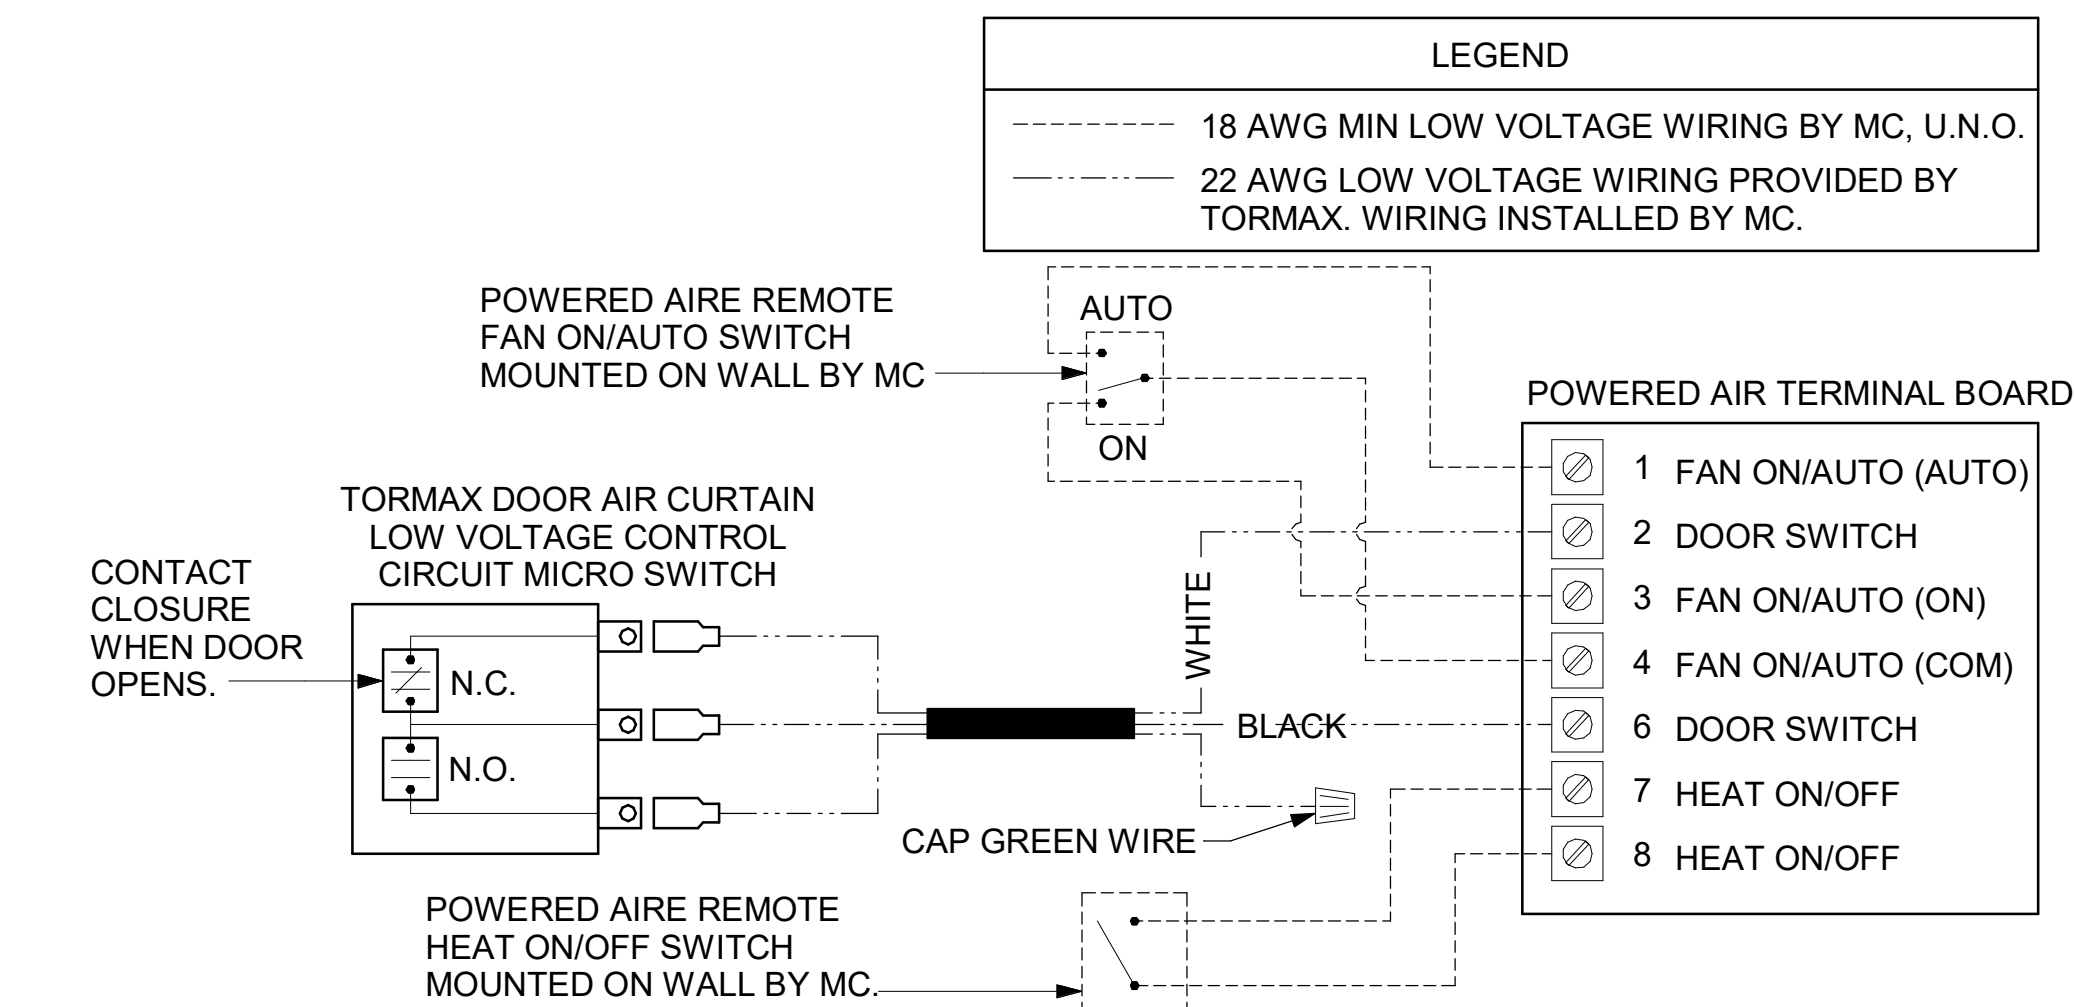 LEGEND
18 AWG MIN LOW VOLTAGE WIRING BY MC, U.N.O.
22 AWG LOW VOLTAGE WIRING PROVIDED BY
TORMAX. WIRING INSTALLED BY MC.
POWERED AIRE REMOTE
FAN ON/AUTO SWITCH
MOUNTED ON WALL BY MC
AUTO
ON
POWERED AIR TERMINAL BOARD
1 FAN ON/AUTO (AUTO)
2 DOOR SWITCH
3 FAN ON/AUTO (ON)
4 FAN ON/AUTO (COM)
6 DOOR SWITCH
7 HEAT ON/OFF
8 HEAT ON/OFF
TORMAX DOOR AIR CURTAIN
LOW VOLTAGE CONTROL
CIRCUIT MICRO SWITCH
CONTACT
CLOSURE
WHEN DOOR
OPENS.
N.C.
N.O.
WHITE
BLACK
CAP GREEN WIRE
POWERED AIRE REMOTE
HEAT ON/OFF SWITCH
MOUNTED ON WALL BY MC.